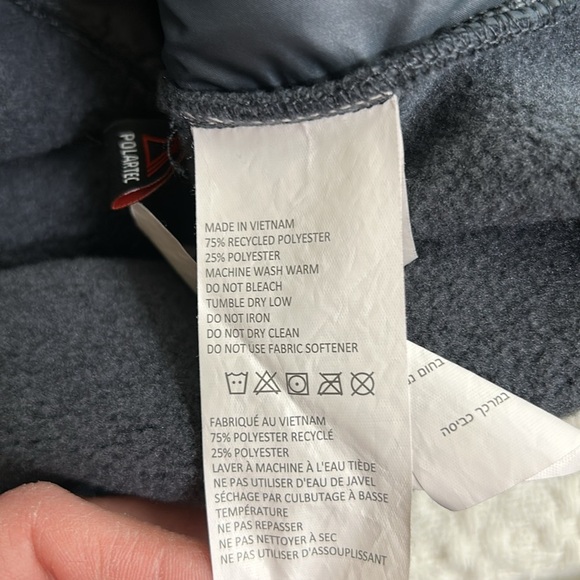 POLARTEC
MADE IN VIETNAM
75% RECYCLED POLYESTER
25% POLYESTER
MACHINE WASH WARM
DO NOT BLEACH
TUMBLE DRY LOW
DO NOT IRON
DO NOT DRY CLEAN
DO NOT USE FABRIC SOFTENER
FABRIQUÉ AU VIETNAM
75% POLYESTER RECYCLÉ
25% POLYESTER
LAVER À MACHINE À L'EAU TIÈDE
NE PAS UTILISER D'EAU DE JAVEL
SÉCHAGE PAR CULBUTAGE À BASSE
TEMPÉRATURE
NE PAS REPASSER
NE PAS NETTOYER À SEC
NE PAS UTILISER D'ASSOUPLISSANT
בחום
במרכך כביסה